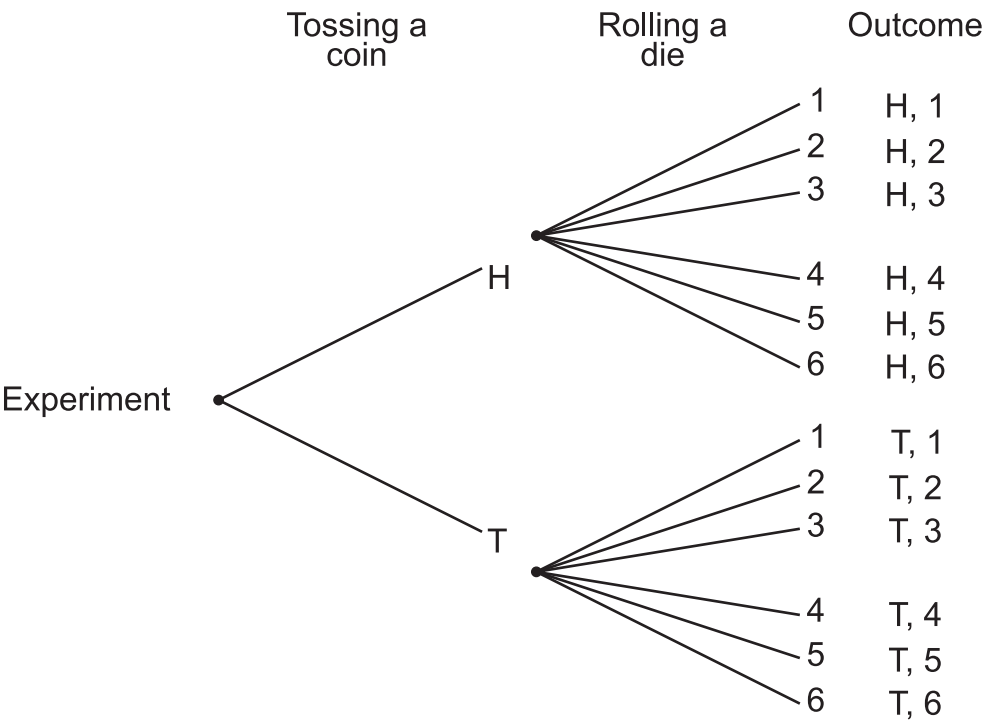 Tossing a
coin
Rolling a
die
Outcome
1 H, 1
2 H, 2
3 H, 3
H
4 H, 4
5 H, 5
6 H, 6
Experiment
1 T, 1
2 T, 2
3 T, 3
T
4 T, 4
5 T, 5
6 T, 6